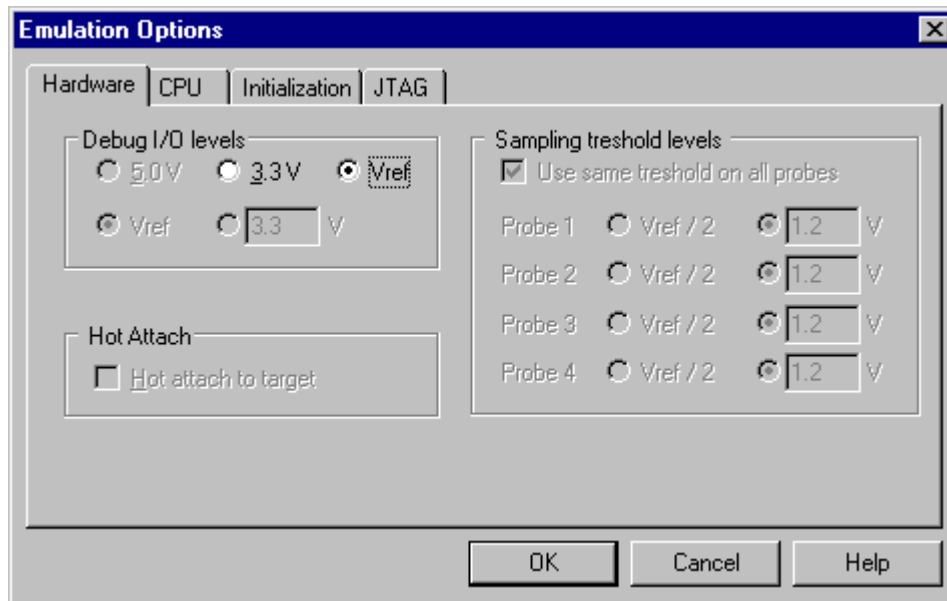 Emulation Options
Hardware CPU Initialization JTAG
Debug I/O levels
5.0 V 3.3 V Vref
Vref 3.3 V
Hot Attach
Hot attach to target
Sampling treshold levels
Use same treshold on all probes
Probe 1 Vref / 2 1.2 V
Probe 2 Vref / 2 1.2 V
Probe 3 Vref / 2 1.2 V
Probe 4 Vref / 2 1.2 V
OK Cancel Help